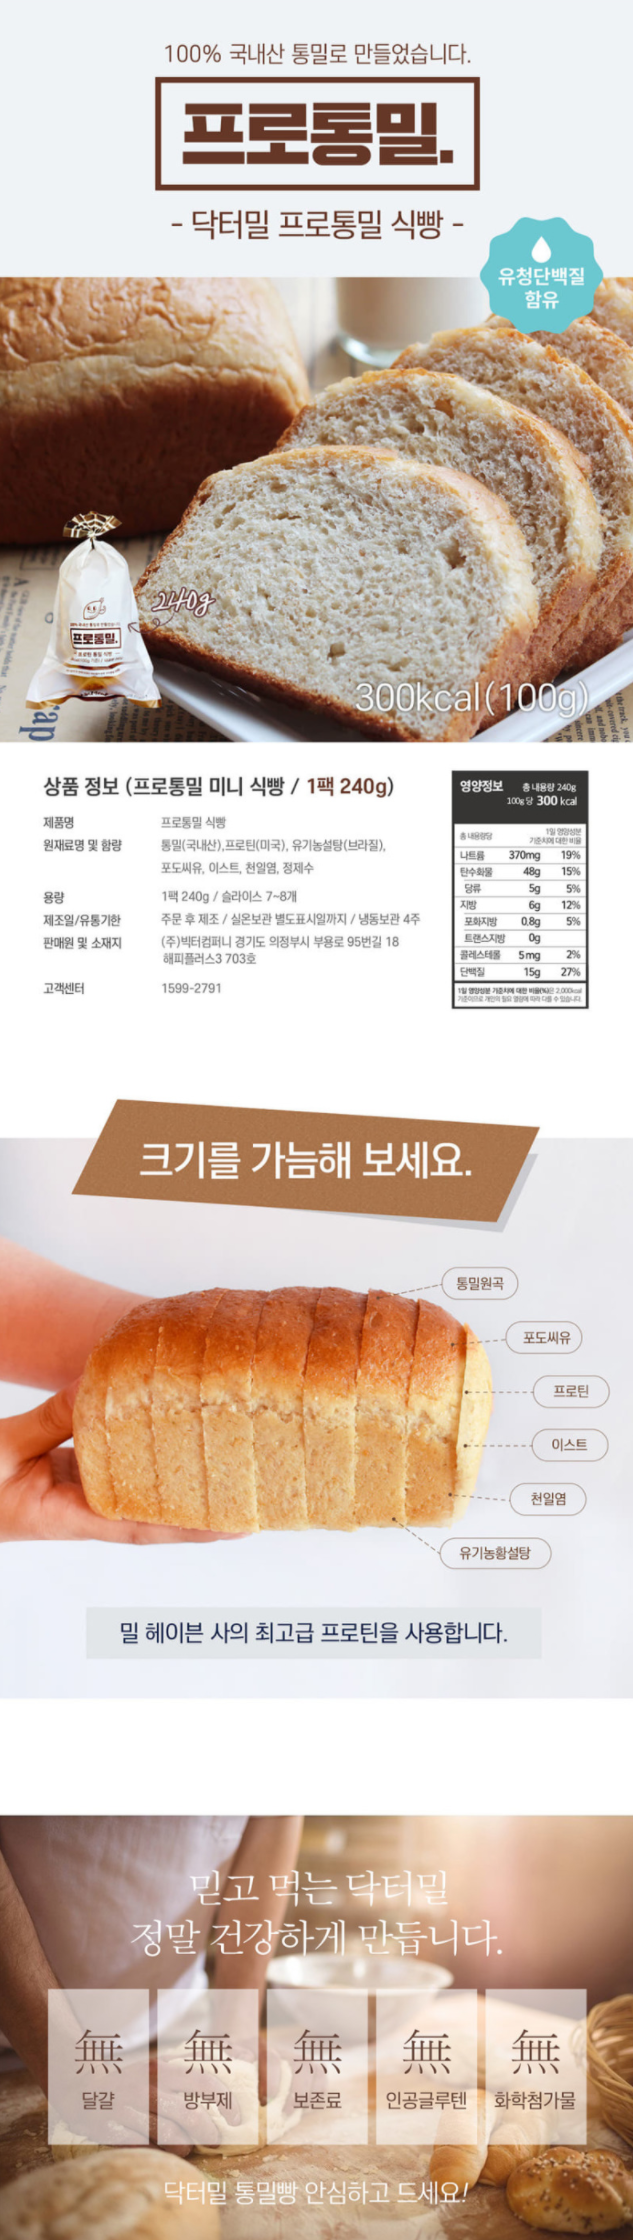 100% 국내산 통밀로 만들었습니다.
프로통밀.
- 닥터밀 프로통밀 식빵 -
유청단백질
함유
프로통밀.
240g
300kcal(100g)
상품 정보 (프로통밀 미니 식빵 / 1팩 240g)
제품명 프로통밀 식빵
원재료명 및 함량 통밀(국내산),프로틴(미국), 유기농설탕(브라질),
포도씨유, 이스트, 천일염, 정제수
용량 1팩 240g / 슬라이스 7~8개
제조일/유통기한 주문 후 제조 / 실온보관 별도표시일까지 / 냉동보관 4주
판매원 및 소재지 (주)빅터컴퍼니 경기도 의정부시 부용로 95번길 18
해피플러스3 703호
고객센터 1599-2791
영양정보 총 내용량 240g
100g 당 300 kcal
총 내용량당 1일 영양성분
기준치에 대한 비율
나트륨 370mg 19%
탄수화물 48g 15%
당류 5g 5%
지방 6g 12%
포화지방 0.8g 5%
트랜스지방 0g
콜레스테롤 5mg 2%
단백질 15g 27%
1일 영양성분 기준치에 대한 비율(%)은 2,000kcal
기준이므로 개인의 필요 열량에 따라 다를 수 있습니다.
크기를 가늠해 보세요.
통밀원곡
포도씨유
프로틴
이스트
천일염
유기농황설탕
밀 헤이븐 사의 최고급 프로틴을 사용합니다.
믿고 먹는 닥터밀
정말 건강하게 만듭니다.
無 無 無 無 無
달걀 방부제 보존료 인공글루텐 화학첨가물
닥터밀 통밀빵 안심하고 드세요!